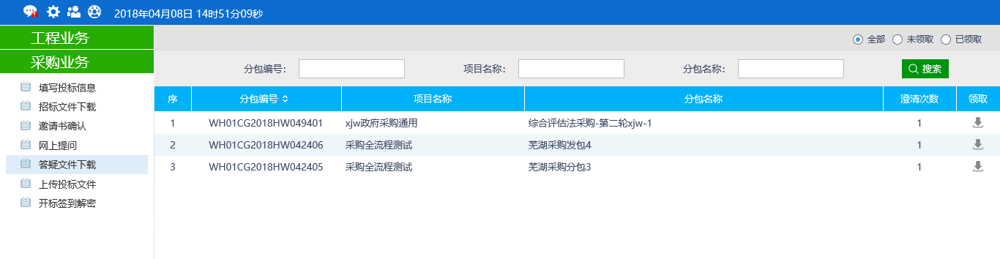 2018年04月08日 14时51分09秒
工程业务
采购业务
填写投标信息
招标文件下载
邀请书确认
网上提问
答疑文件下载
上传投标文件
开标签到解密
全部 未领取 已领取
分包编号： 项目名称： 分包名称： 搜索
序 分包编号 项目名称 分包名称 澄清次数 领取
1 WH01CG2018HW049401 xjw政府采购通用 综合评估法采购-第二轮xjw-1 1
2 WH01CG2018HW042406 采购全流程测试 芜湖采购发包4 1
3 WH01CG2018HW042405 采购全流程测试 芜湖采购分包3 1